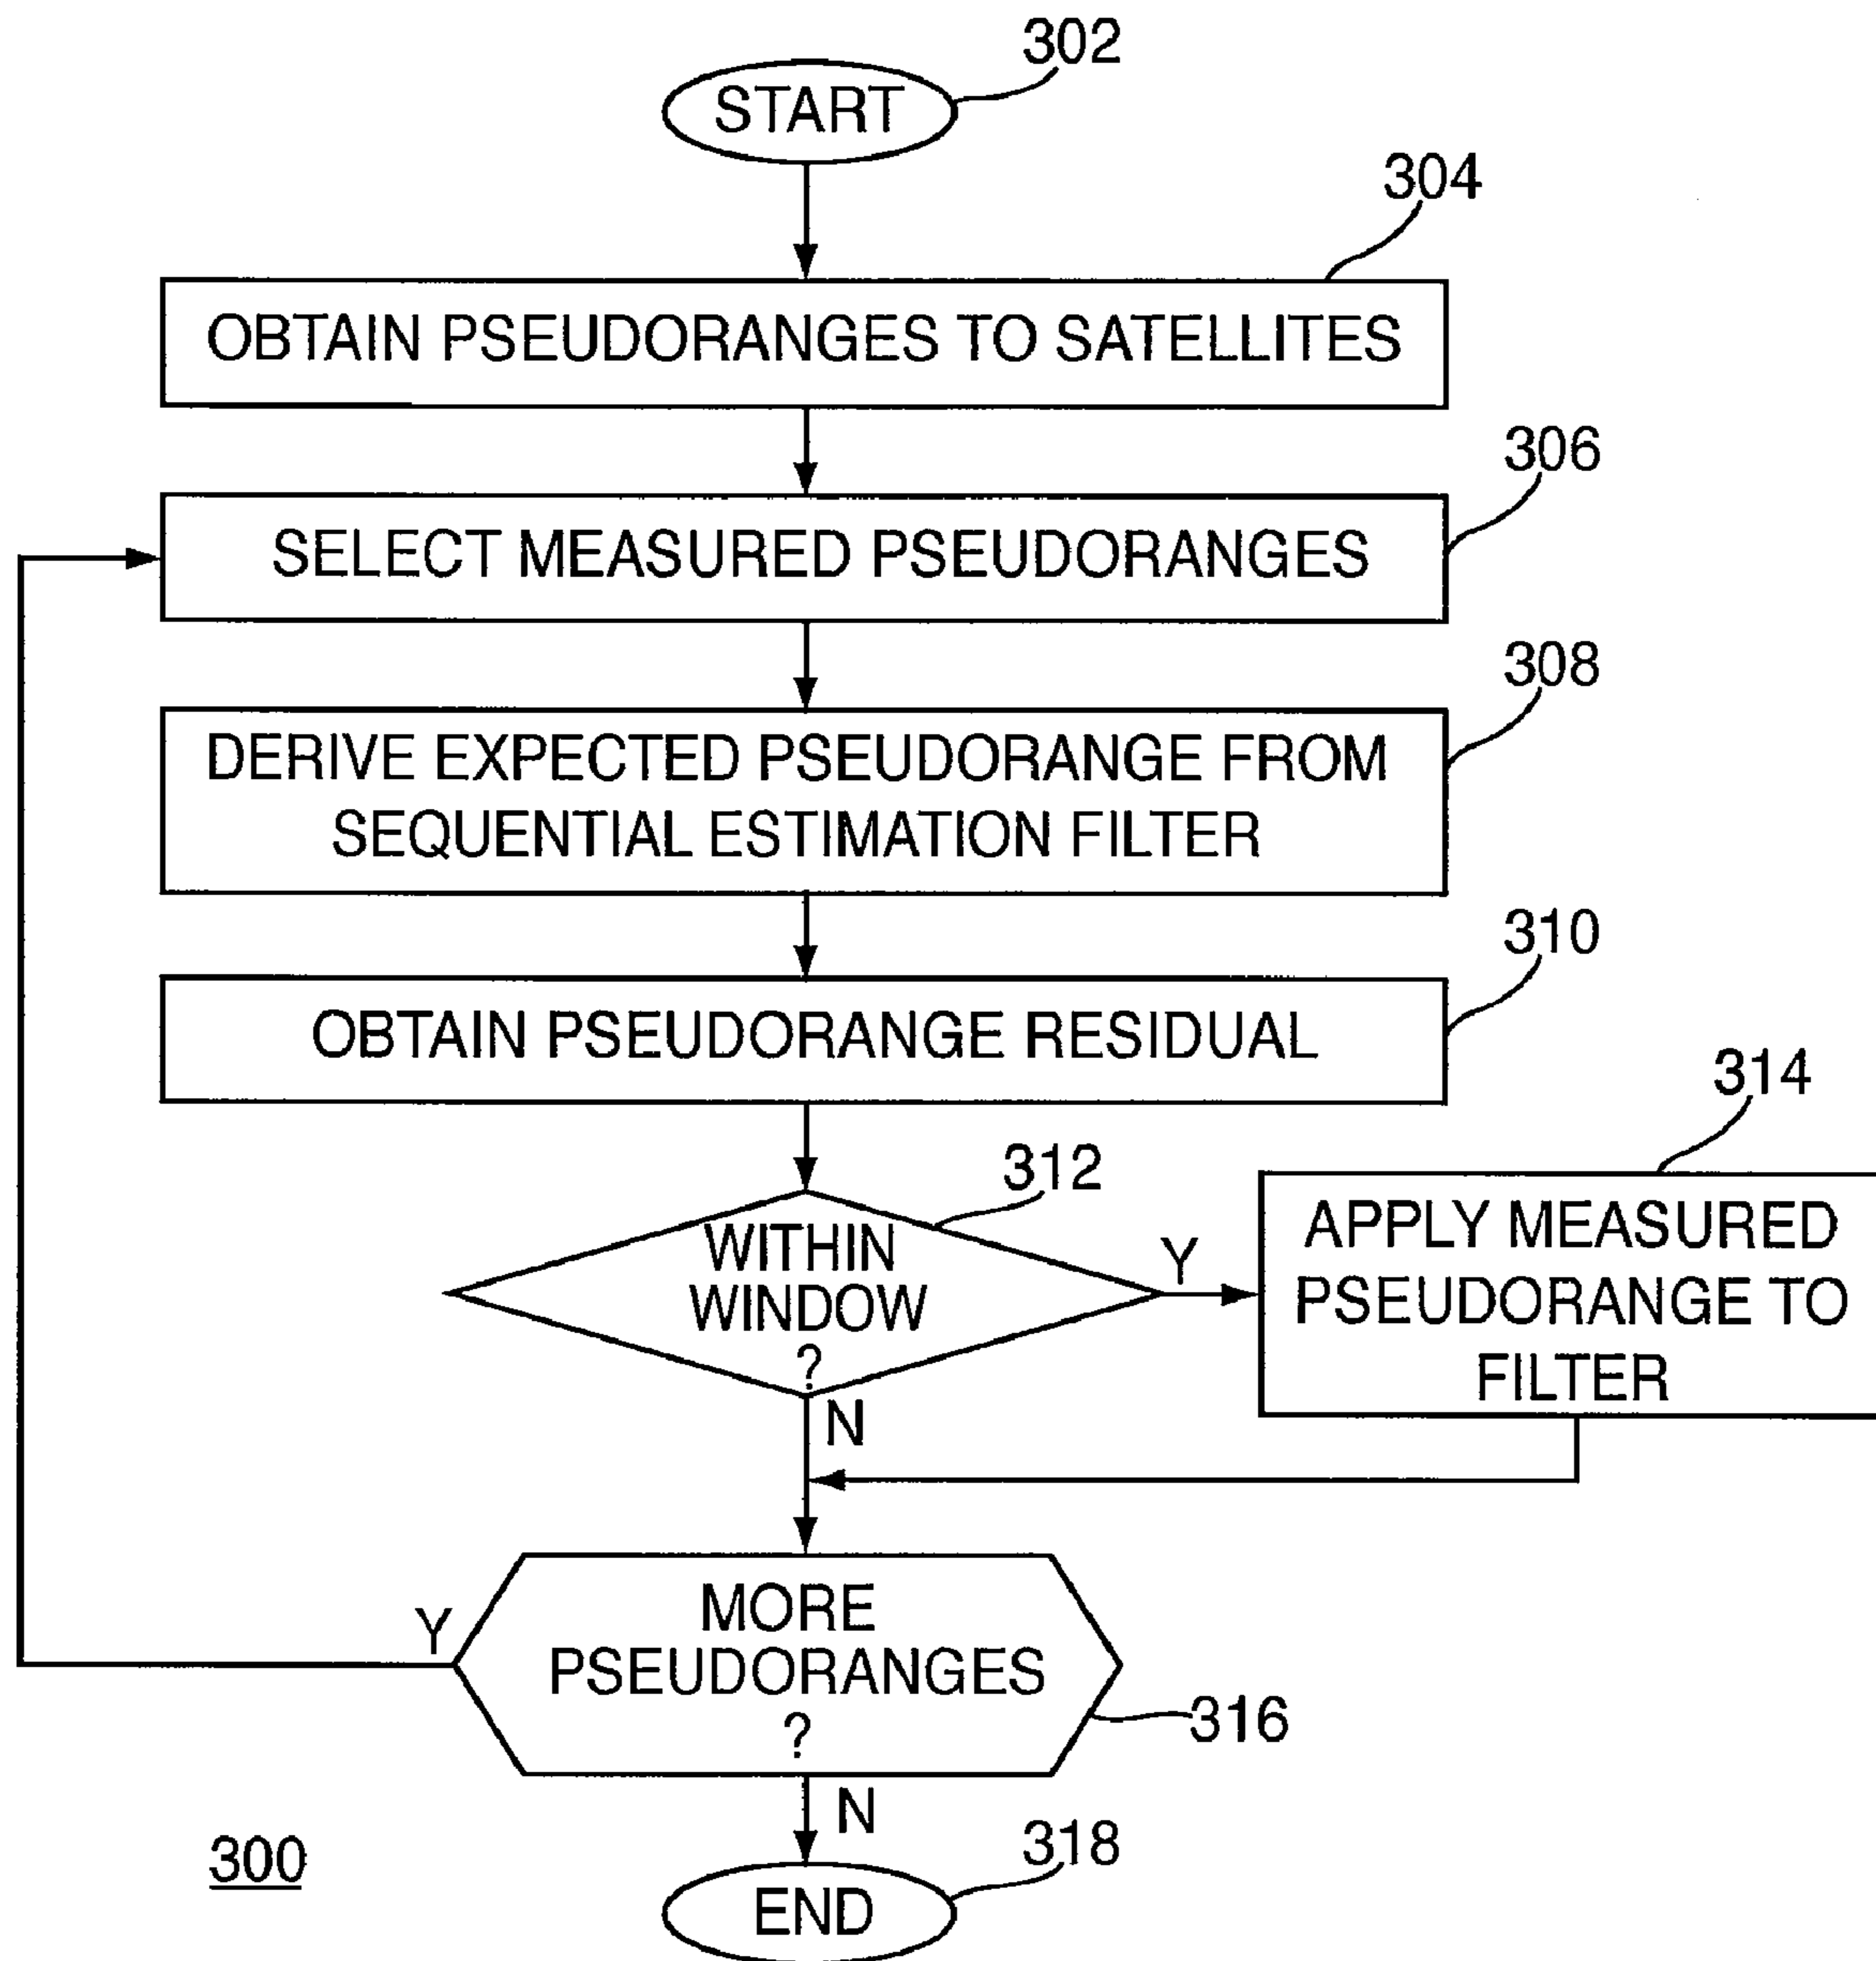 302
START
304
OBTAIN PSEUDORANGES TO SATELLITES
306
SELECT MEASURED PSEUDORANGES
308
DERIVE EXPECTED PSEUDORANGE FROM
SEQUENTIAL ESTIMATION FILTER
310
OBTAIN PSEUDORANGE RESIDUAL
314
312
WITHIN
WINDOW
?
Y
APPLY MEASURED
PSEUDORANGE TO
FILTER
N
MORE
PSEUDORANGES
?
Y
316
N
300
318
END